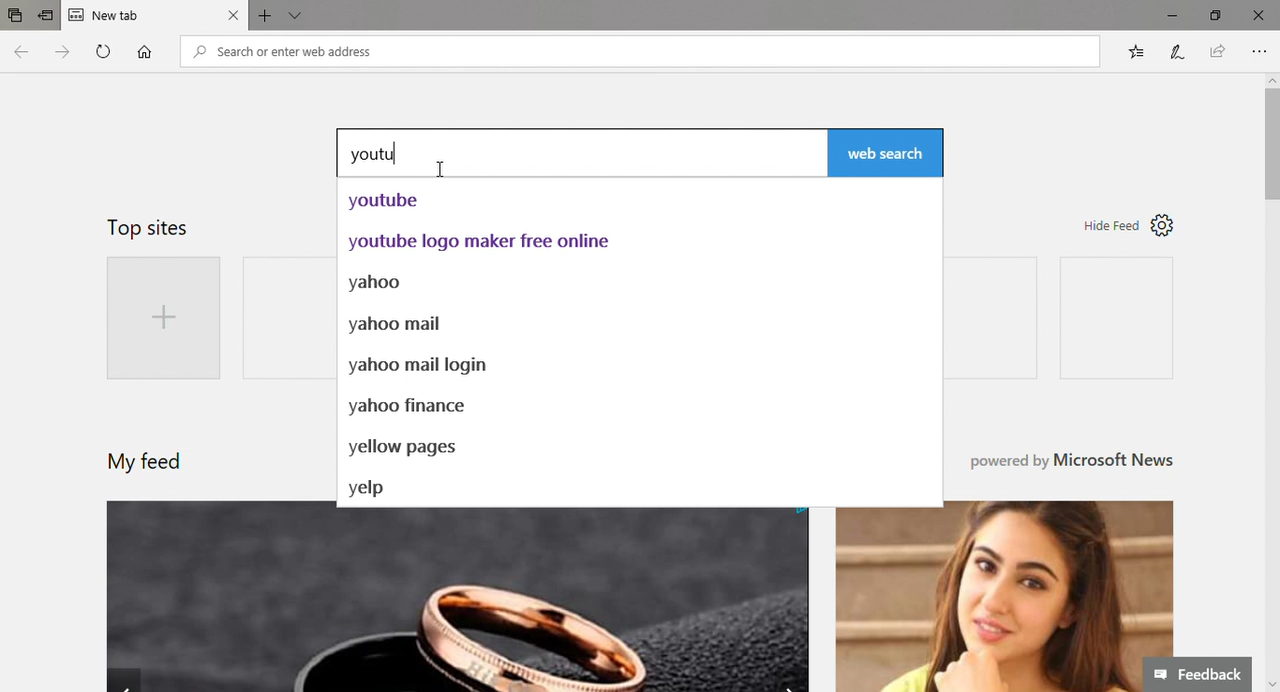 New tab
Search or enter web address
youtu
web search
youtube
youtube logo maker free online
yahoo
yahoo mail
yahoo mail login
yahoo finance
yellow pages
yelp
Top sites
Hide Feed
My feed
powered by Microsoft News
Feedback